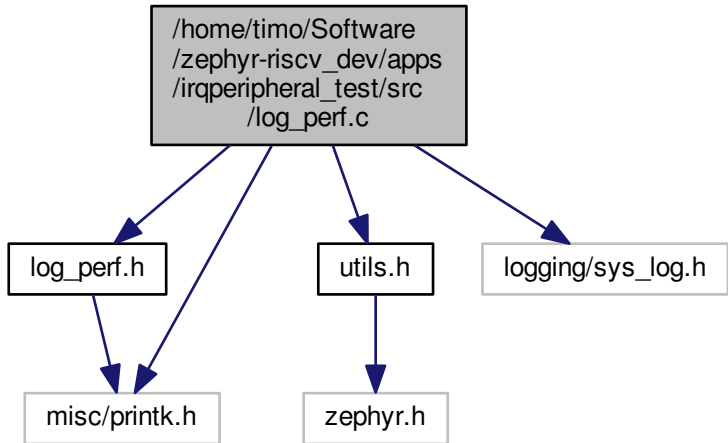 /home/timo/Software
/zephyr-riscv_dev/apps
/irqperipheral_test/src
/log_perf.c
log_perf.h
utils.h
logging/sys_log.h
misc/printk.h
zephyr.h